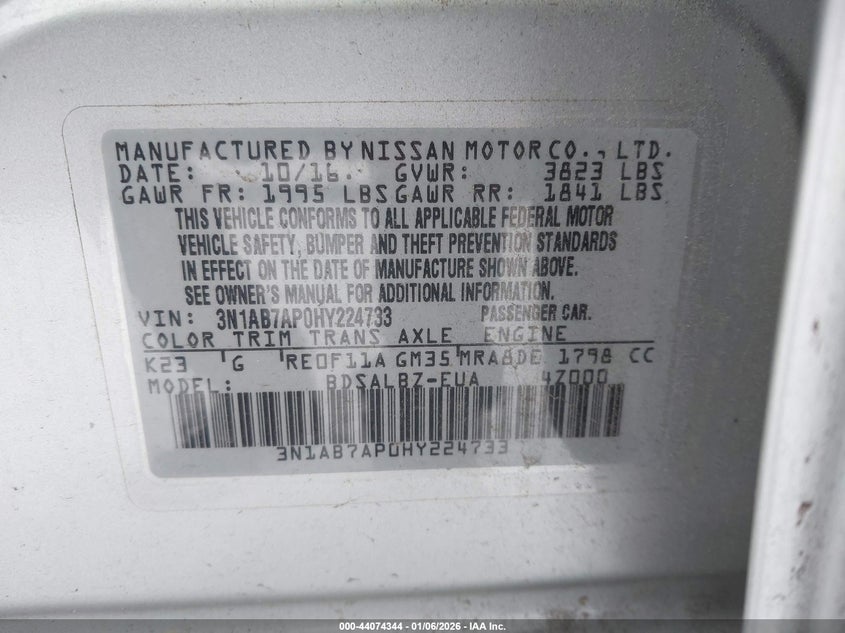 MANUFACTURED BY NISSAN MOTOR CO., LTD.
DATE: 10/16. GVWR: 3823 LBS
GAWR FR: 1995 LBS GAWR RR: 1841 LBS
THIS VEHICLE CONFORMS TO ALL APPLICABLE FEDERAL MOTOR
VEHICLE SAFETY, BUMPER AND THEFT PREVENTION STANDARDS
IN EFFECT ON THE DATE OF MANUFACTURE SHOWN ABOVE.
SEE OWNER'S MANUAL FOR ADDITIONAL INFORMATION.
VIN: 3N1AB7AP0HY224733 PASSENGER CAR.
COLOR TRIM TRANS AXLE ENGINE
K23 G RE0F11A GM35 MRA8DE 1798 CC
MODEL: BDSALBZ-EUA 4Z000
3N1AB7AP0HY224733
000-44074344 | 01/06/2026 - IAA Inc.